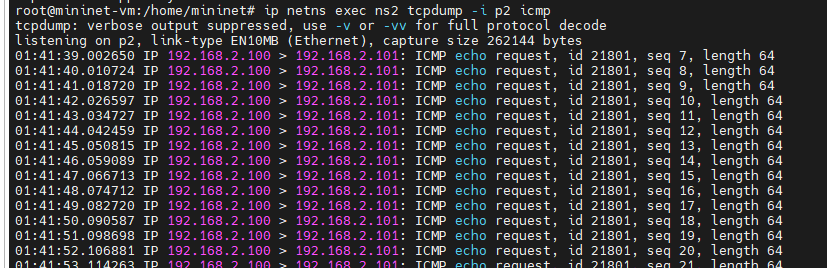 root@mininet-vm:/home/mininet# ip netns exec ns2 tcpdump -i p2 icmp
tcpdump: verbose output suppressed, use -v or -vv for full protocol decode
listening on p2, link-type EN10MB (Ethernet), capture size 262144 bytes
01:41:39.002650 IP 192.168.2.100 > 192.168.2.101: ICMP echo request, id 21801, seq 7, length 64
01:41:40.010724 IP 192.168.2.100 > 192.168.2.101: ICMP echo request, id 21801, seq 8, length 64
01:41:41.018720 IP 192.168.2.100 > 192.168.2.101: ICMP echo request, id 21801, seq 9, length 64
01:41:42.026597 IP 192.168.2.100 > 192.168.2.101: ICMP echo request, id 21801, seq 10, length 64
01:41:43.034727 IP 192.168.2.100 > 192.168.2.101: ICMP echo request, id 21801, seq 11, length 64
01:41:44.042459 IP 192.168.2.100 > 192.168.2.101: ICMP echo request, id 21801, seq 12, length 64
01:41:45.050815 IP 192.168.2.100 > 192.168.2.101: ICMP echo request, id 21801, seq 13, length 64
01:41:46.059089 IP 192.168.2.100 > 192.168.2.101: ICMP echo request, id 21801, seq 14, length 64
01:41:47.066713 IP 192.168.2.100 > 192.168.2.101: ICMP echo request, id 21801, seq 15, length 64
01:41:48.074712 IP 192.168.2.100 > 192.168.2.101: ICMP echo request, id 21801, seq 16, length 64
01:41:49.082720 IP 192.168.2.100 > 192.168.2.101: ICMP echo request, id 21801, seq 17, length 64
01:41:50.090587 IP 192.168.2.100 > 192.168.2.101: ICMP echo request, id 21801, seq 18, length 64
01:41:51.098698 IP 192.168.2.100 > 192.168.2.101: ICMP echo request, id 21801, seq 19, length 64
01:41:52.106881 IP 192.168.2.100 > 192.168.2.101: ICMP echo request, id 21801, seq 20, length 64
01:41:53.114263 IP 192.168.2.100 > 192.168.2.101: ICMP echo request, id 21801, seq 21, length 64